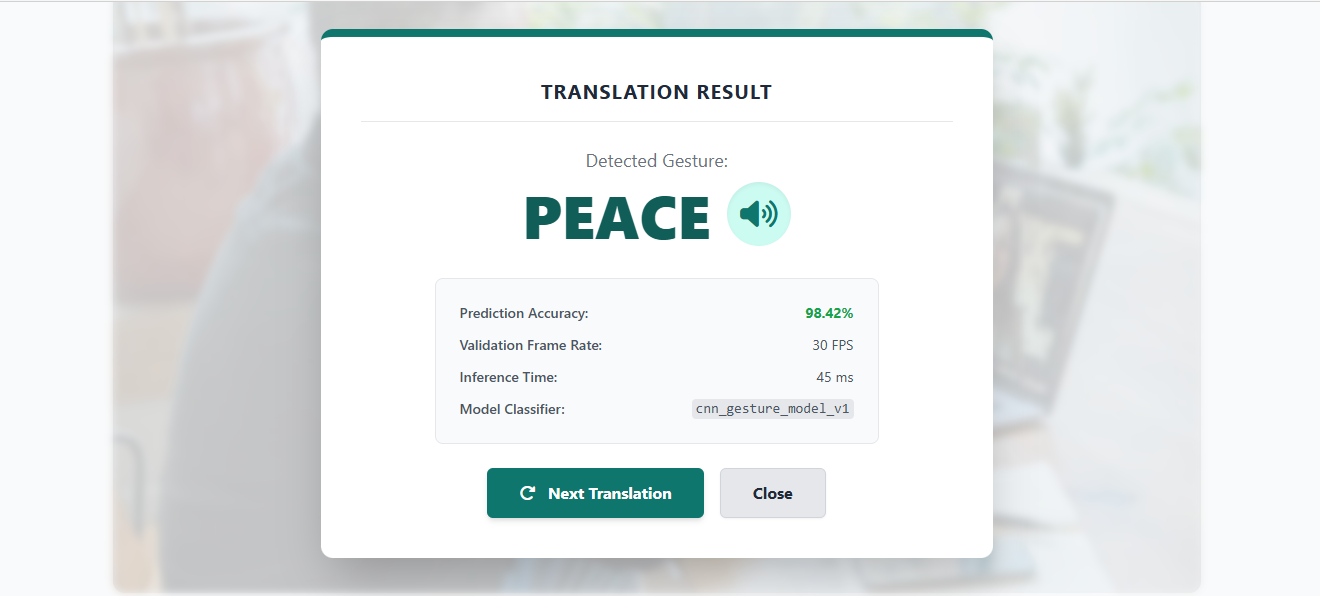 TRANSLATION RESULT
Detected Gesture:
PEACE
Prediction Accuracy: 98.42%
Validation Frame Rate: 30 FPS
Inference Time: 45 ms
Model Classifier: cnn_gesture_model_v1
Next Translation Close